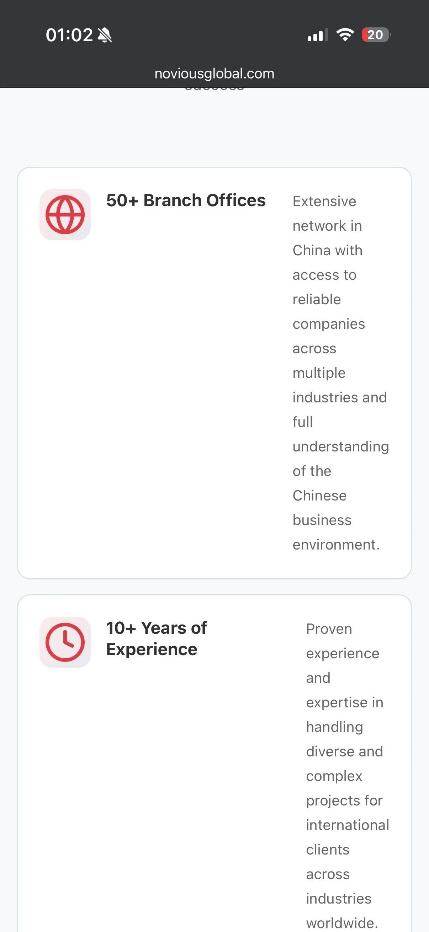 01:02
20
noviousglobal.com
success
50+ Branch Offices
Extensive
network in
China with
access to
reliable
companies
across
multiple
industries and
full
understanding
of the
Chinese
business
environment.
10+ Years of
Experience
Proven
experience
and
expertise in
handling
diverse and
complex
projects for
international
clients
across
industries
worldwide.